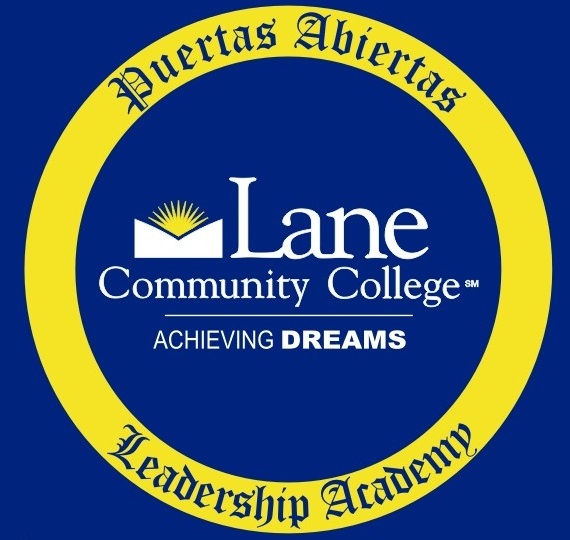 Puertas Abiertas
Lane
Community College℠
ACHIEVING DREAMS
Leadership Academy